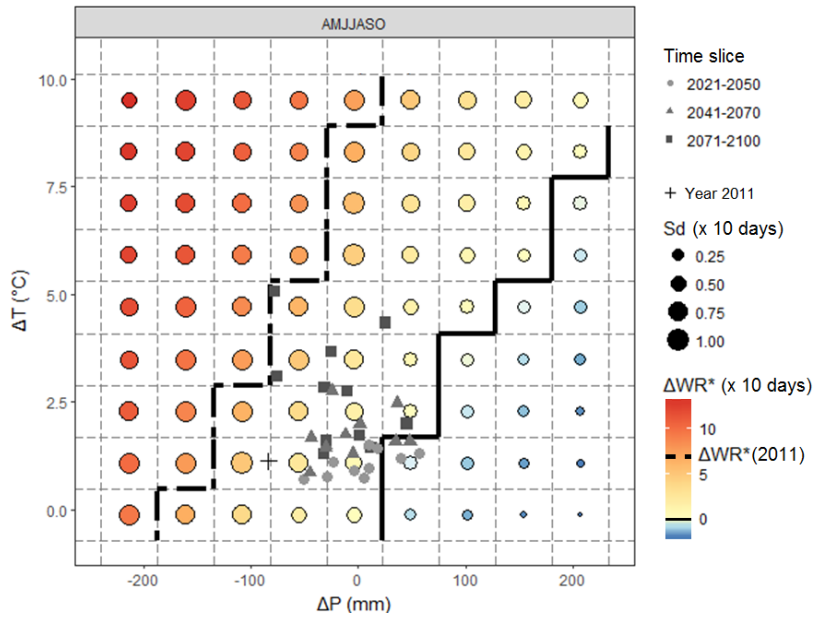 AMJJASO
10.0
7.5
5.0
2.5
0.0
ΔT (°C)
-200
-100
0
100
200
ΔP (mm)
Time slice
2021-2050
2041-2070
2071-2100
Year 2011
Sd (x 10 days)
0.25
0.50
0.75
1.00
ΔWR* (x 10 days)
10
ΔWR*(2011)
5
0